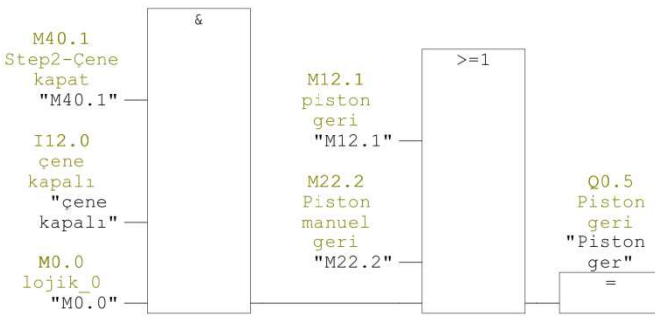 &
M40.1
Step2-Çene
kapat
"M40.1"
I12.0
çene
kapalı
"çene
kapalı"
M0.0
lojik_0
"M0.0"
>=1
M12.1
piston
geri
"M12.1"
M22.2
Piston
manuel
geri
"M22.2"
Q0.5
Piston
geri
"Piston
ger"
=